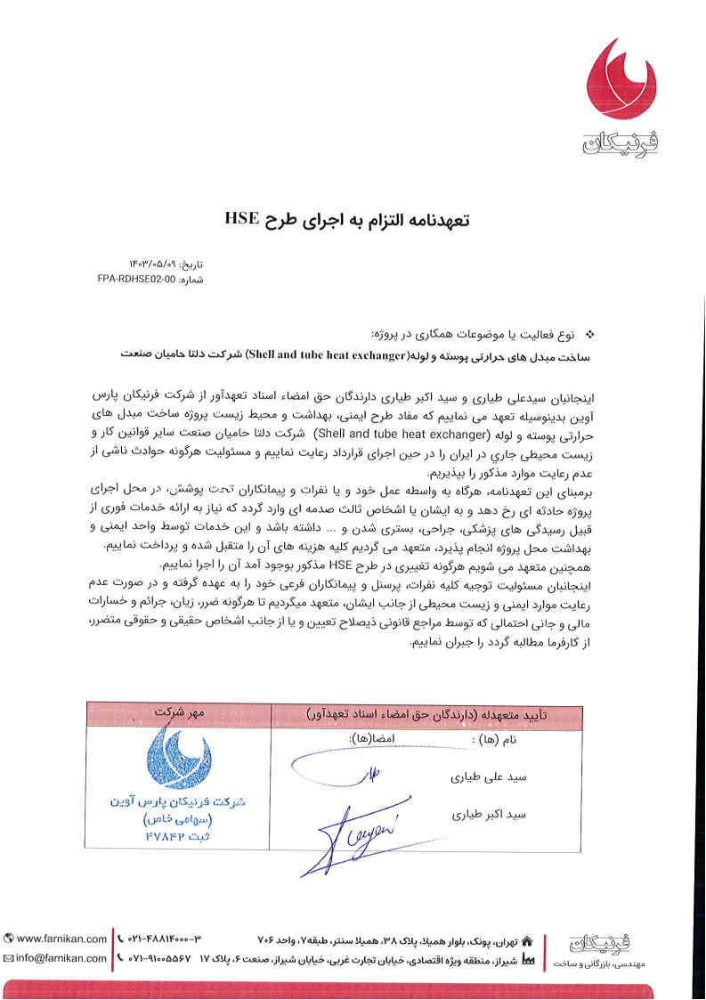 فرنیکان
تعهدنامه التزام به اجرای طرح HSE
تاریخ: ۱۴۰۳/۰۵/۰۹
شماره: FPA-RDHSE02-00
❖ نوع فعالیت یا موضوعات همکاری در پروژه:
ساخت مبدل های حرارتی پوسته و لوله(Shell and tube heat exchanger) شرکت دلتا حامیان صنعت
اینجانبان سیدعلی طیاری و سید اکبر طیاری دارندگان حق امضاء اسناد تعهدآور از شرکت فرنیکان پارس
آوین بدینوسیله تعهد می نماییم که مفاد طرح ایمنی، بهداشت و محیط زیست پروژه ساخت مبدل های
حرارتی پوسته و لوله (Shell and tube heat exchanger) شرکت دلتا حامیان صنعت سایر قوانین کار و
زیست محیطی جاري در ایران را در حین اجرای قرارداد رعایت نماییم و مسئولیت هرگونه حوادث ناشی از
عدم رعایت موارد مذکور را بپذیریم.
برمبنای این تعهدنامه، هرگاه به واسطه عمل خود و یا نفرات و پیمانکاران تحت پوشش، در محل اجرای
پروژه حادثه ای رخ دهد و به ایشان یا اشخاص ثالث صدمه ای وارد گردد که نیاز به ارائه خدمات فوری از
قبیل رسیدگی های پزشکی، جراحی، بستری شدن و ... داشته باشد و این خدمات توسط واحد ایمنی و
بهداشت محل پروژه انجام پذیرد، متعهد می گردیم کلیه هزینه های آن را متقبل شده و پرداخت نماییم.
همچنین متعهد می شویم هرگونه تغییری در طرح HSE مذکور بوجود آمد آن را اجرا نماییم.
اینجانبان مسئولیت توجیه کلیه نفرات، پرسنل و پیمانکاران فرعی خود را به عهده گرفته و در صورت عدم
رعایت موارد ایمنی و زیست محیطی از جانب ایشان، متعهد میگردیم تا هرگونه ضرر، زیان، جرائم و خسارات
مالی و جانی احتمالی که توسط مراجع قانونی ذیصلاح تعیین و یا از جانب اشخاص حقیقی و حقوقی متضرر،
از کارفرما مطالبه گردد را جبران نماییم.
تأیید متعهدله (دارندگان حق امضاء اسناد تعهدآور)
مهر شرکت
نام (ها) :
امضا(ها):
سید علی طیاری
سید اکبر طیاری
شرکت فرنیکان پارس آوین
(سهامی خاص)
ثبت ۴۷۸۴۲
فرنیکان
مهندسی، بازرگانی و ساخت
تهران، پونک، بلوار همیلا، پلاک ۳۸، همیلا سنتر، طبقه۷، واحد ۷۰۶
شیراز، منطقه ویژه اقتصادی، خیابان تجارت غربی، خیابان شیراز، صنعت ۶، پلاک ۱۷
۰۲۱-۴۸۸۱۴۰۰۰-۳
۰۷۱-۹۱۰۰۵۵۶۷
www.farnikan.com
info@farnikan.com